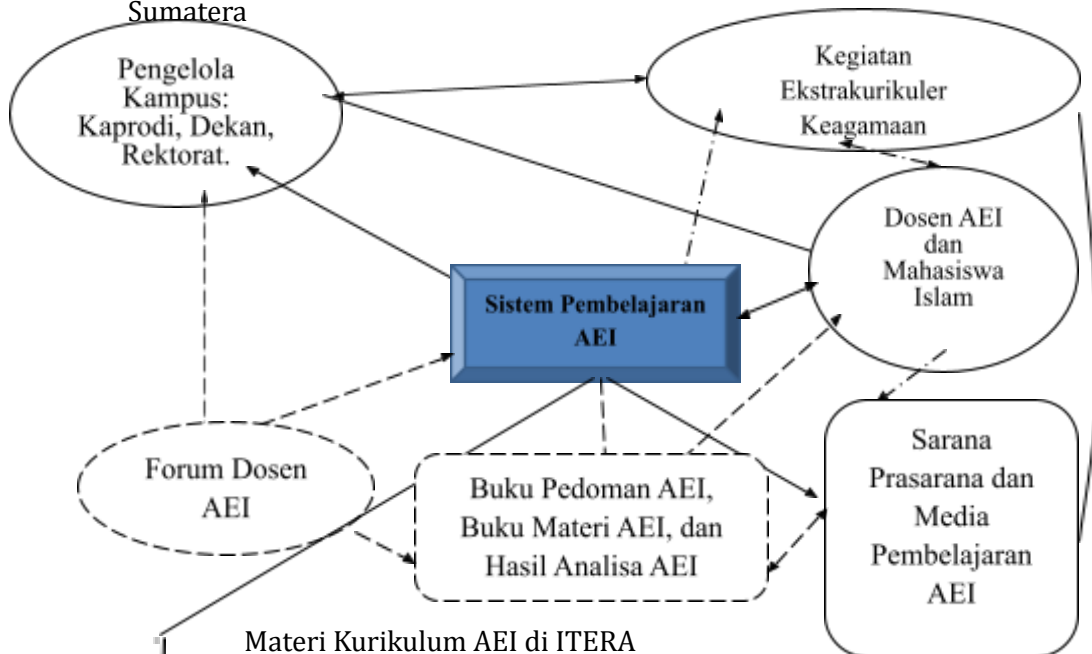 Sumatera
Pengelola
Kampus:
Kaprodi, Dekan,
Rektorat.
Kegiatan
Ekstrakurikuler
Keagamaan
Dosen AEI
dan
Mahasiswa
Islam
Sistem Pembelajaran
AEI
Forum Dosen
AEI
Buku Pedoman AEI,
Buku Materi AEI, dan
Hasil Analisa AEI
Sarana
Prasarana dan
Media
Pembelajaran
AEI
Materi Kurikulum AEI di ITERA